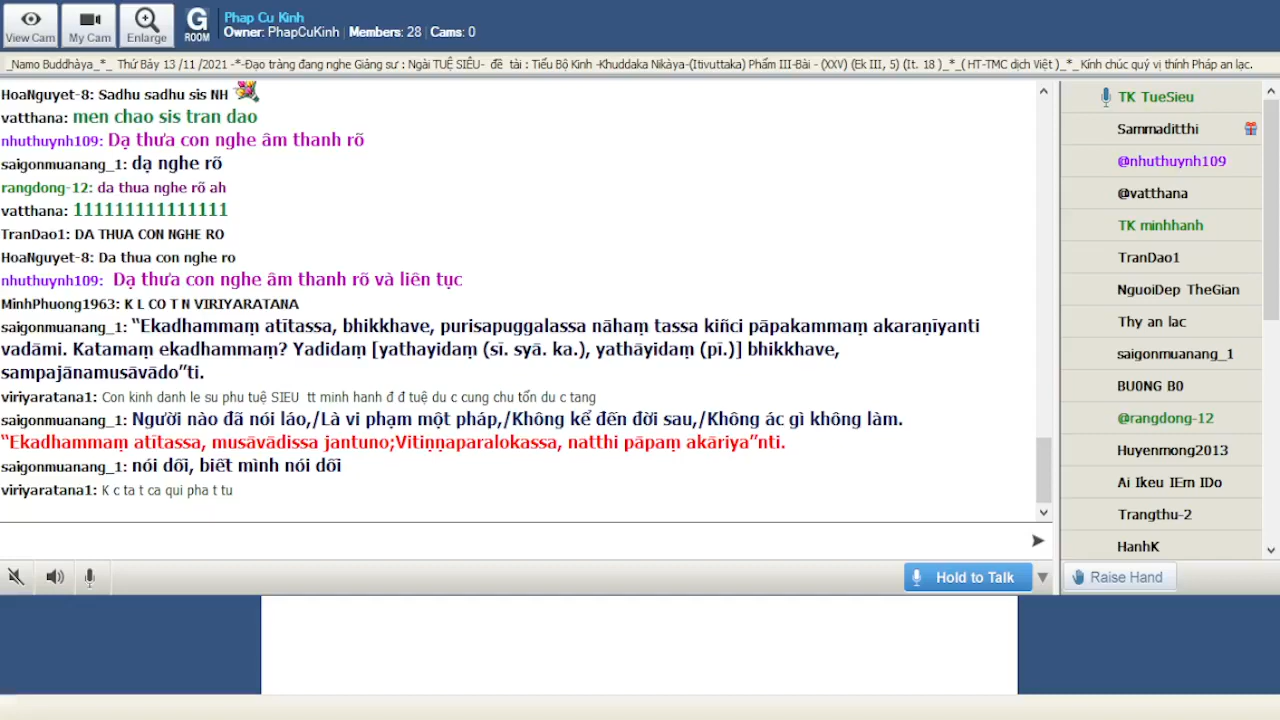 View Cam
My Cam
Enlarge
G
ROOM
Phap Cu Kinh
Owner: PhapCuKinh | Members: 28 | Cams: 0
_Namo Buddhàya_*_ Thứ Bảy 13 /11 /2021 -*-Đạo tràng đang nghe Giảng sư : Ngài TUỆ SIÊU- đề tài : Tiểu Bộ Kinh -Khuddaka Nikàya-(Itivuttaka) Phẩm III-Bài - (XXV) (Ek III, 5) (It. 18 )_*_( HT-TMC dịch Việt )_*_Kính chúc quý vị thính Pháp an lạc.
HoaNguyet-8: Sadhu sadhu sis NH
vatthana: men chao sis tran dao
nhuthuynh109: Dạ thưa con nghe âm thanh rõ
saigonmuanang_1: dạ nghe rõ
rangdong-12: da thua nghe rõ ah
vatthana: 111111111111111
TranDao1: DA THUA CON NGHE RO
HoaNguyet-8: Da thua con nghe ro
nhuthuynh109: Dạ thưa con nghe âm thanh rõ và liên tục
MinhPhuong1963: K L CO T N VIRIYARATANA
saigonmuanang_1: “Ekadhammaṃ atītassa, bhikkhave, purisapuggalassa nāhaṃ tassa kiñci pāpakammaṃ akaraṇīyanti
vadāmi. Katamaṃ ekadhammaṃ? Yadidaṃ [yathayidaṃ (sī. syā. ka.), yathāyidaṃ (pī.)] bhikkhave,
sampajānamusāvādo”ti.
viriyaratana1: Con kinh danh le su phu tuệ SIEU tt minh hanh đ đ tuệ du c cung chu tốn du c tang
saigonmuanang_1: Người nào đã nói láo,/Là vi phạm một pháp,/Không kể đến đời sau,/Không ác gì không làm.
“Ekadhammaṃ atītassa, musāvādissa jantuno;Vitiṇṇaparalokassa, natthi pāpaṃ akāriya”nti.
saigonmuanang_1: nói dối, biết mình nói dối
viriyaratana1: K c ta t ca qui pha t tu
Hold to Talk
TK TueSieu
Sammaditthi
@nhuthuynh109
@vatthana
TK minhhanh
TranDao1
NguoiDep TheGian
Thy an lac
saigonmuanang_1
BU0NG B0
@rangdong-12
Huyenmong2013
Ai Ikeu IEm IDo
Trangthu-2
HanhK
Raise Hand